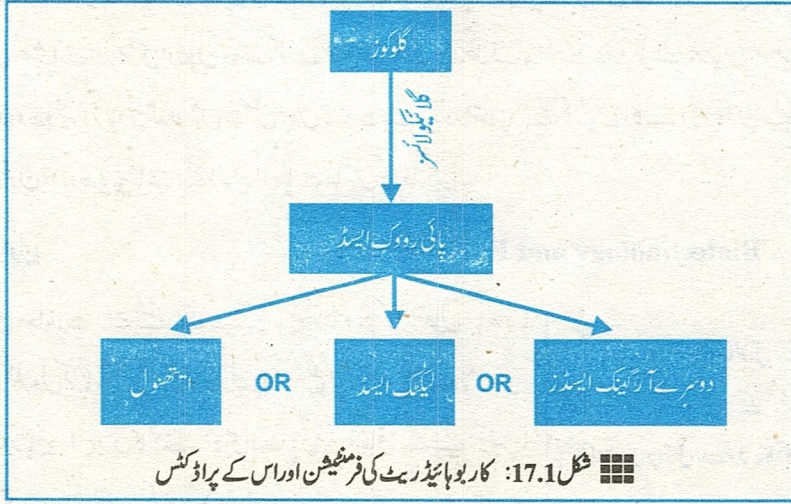 گلوکوز
گلائیکولائسز
پائی رووک ایسڈ
ایتھنول OR لیکٹک ایسڈ OR دوسرے آرگینک ایسڈز
شکل 17.1: کاربوہائیڈریٹ کی فرمنٹیشن اور اس کے پراڈکٹس